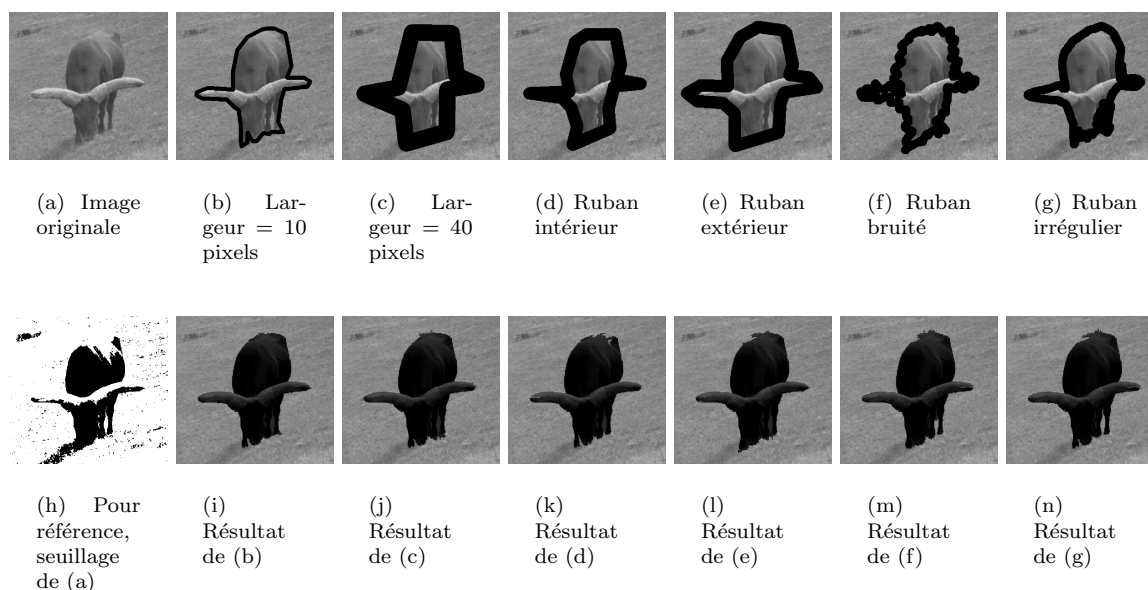 (a) Image
originale
(b) Lar-
geur = 10
pixels
(c) Lar-
geur = 40
pixels
(d) Ruban
intérieur
(e) Ruban
extérieur
(f) Ruban
bruité
(g) Ruban
irrégulier
(h) Pour
référence,
seuillage
de (a)
(i)
Résultat
de (b)
(j)
Résultat
de (c)
(k)
Résultat
de (d)
(l)
Résultat
de (e)
(m)
Résultat
de (f)
(n)
Résultat
de (g)